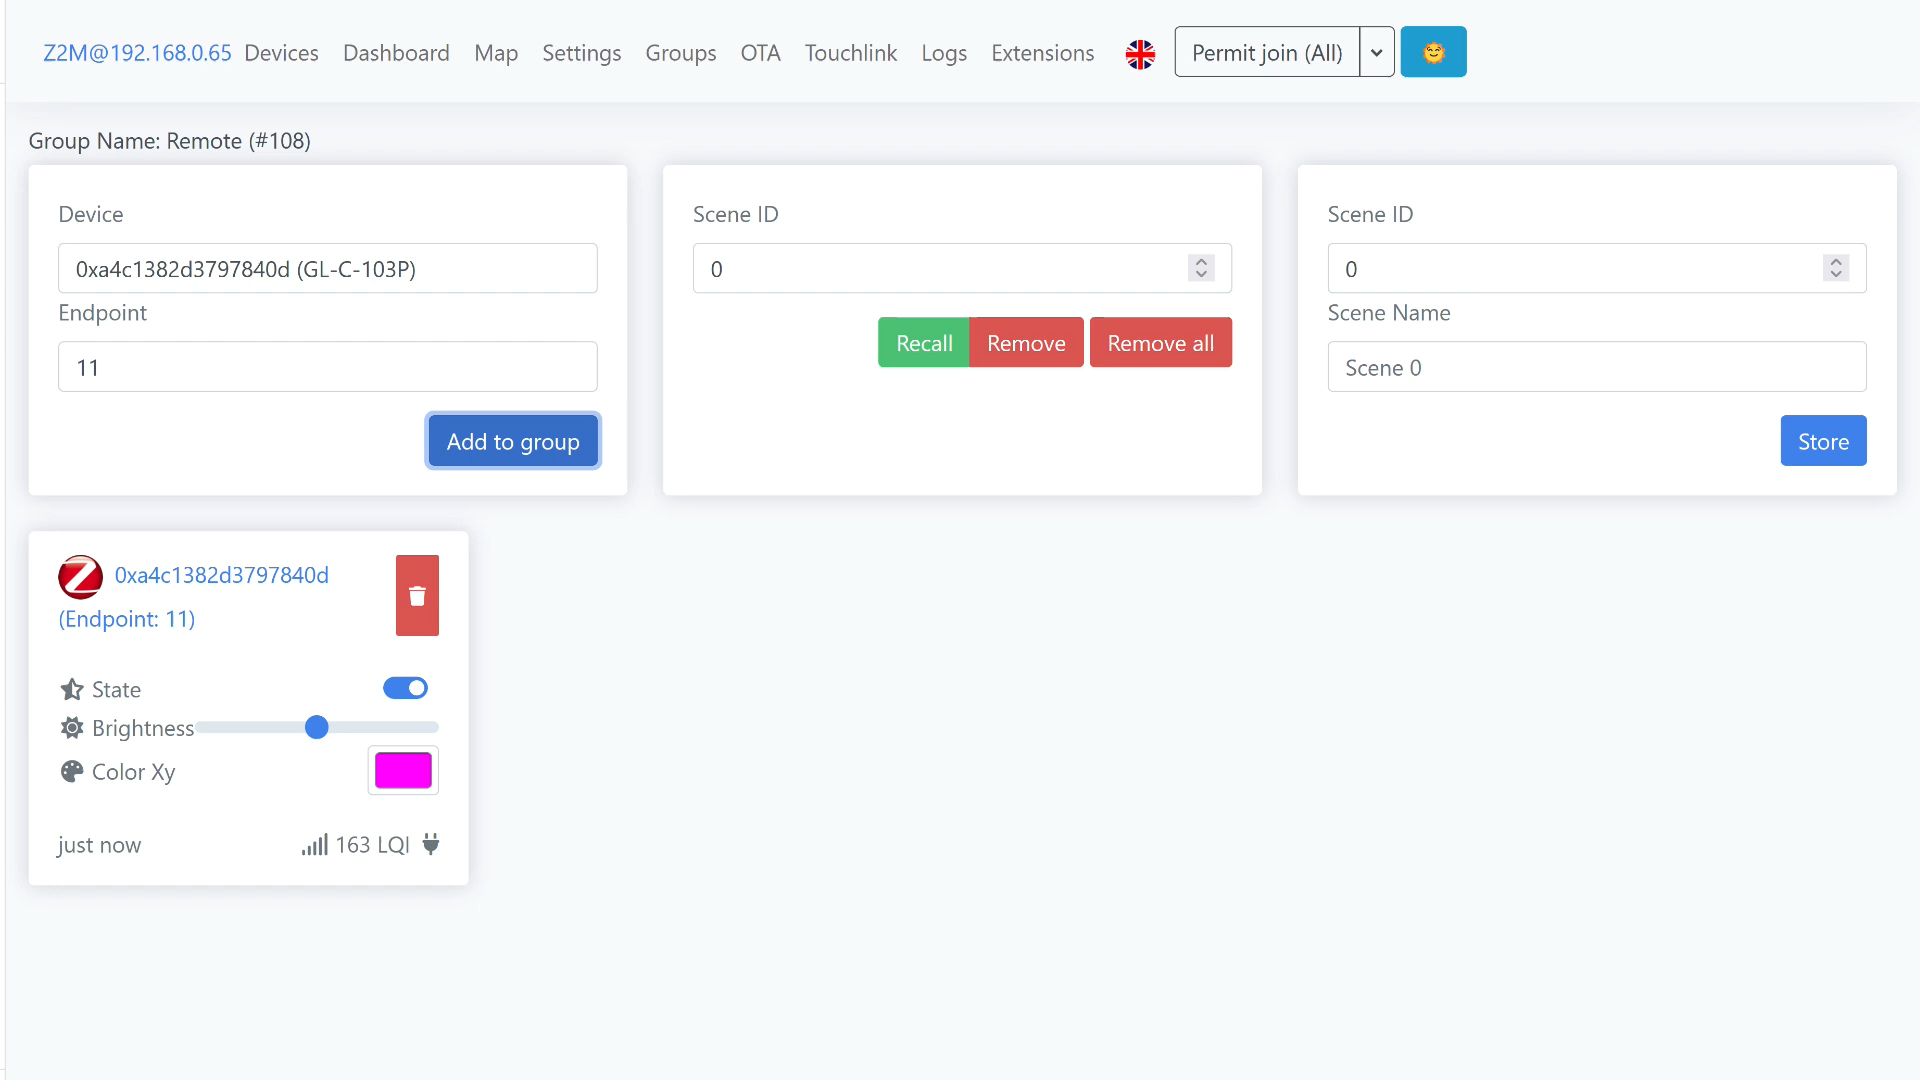 Z2M@192.168.0.65 Devices Dashboard Map Settings Groups OTA Touchlink Logs Extensions Permit join (All)
Group Name: Remote (#108)
Device
0xa4c1382d3797840d (GL-C-103P)
Endpoint
11
Add to group
Scene ID
0
Recall Remove Remove all
Scene ID
0
Scene Name
Scene 0
Store
0xa4c1382d3797840d
(Endpoint: 11)
State
Brightness
Color Xy
just now 163 LQI